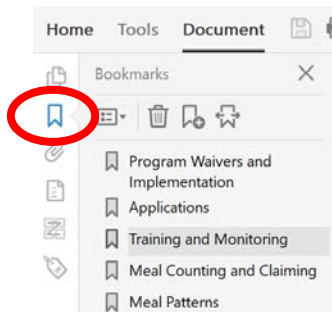 Home Tools Document
Bookmarks
Program Waivers and
Implementation
Applications
Training and Monitoring
Meal Counting and Claiming
Meal Patterns